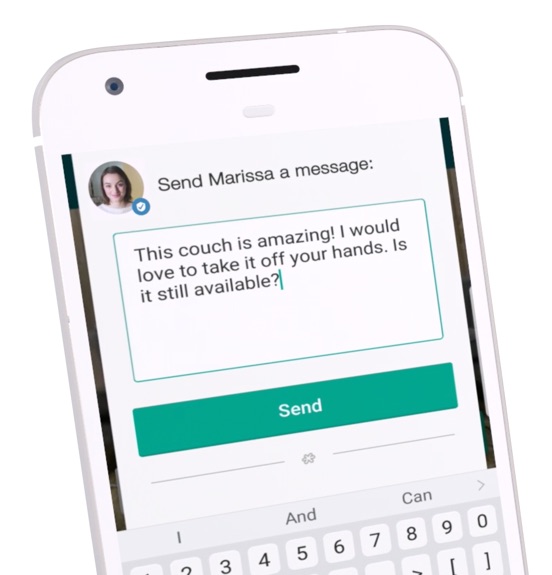 Send Marissa a message:
This couch is amazing! I would
love to take it off your hands. Is
it still available?
Send
I And Can >
1 2 3 4 5 6 7 8 9 0
> [ ]